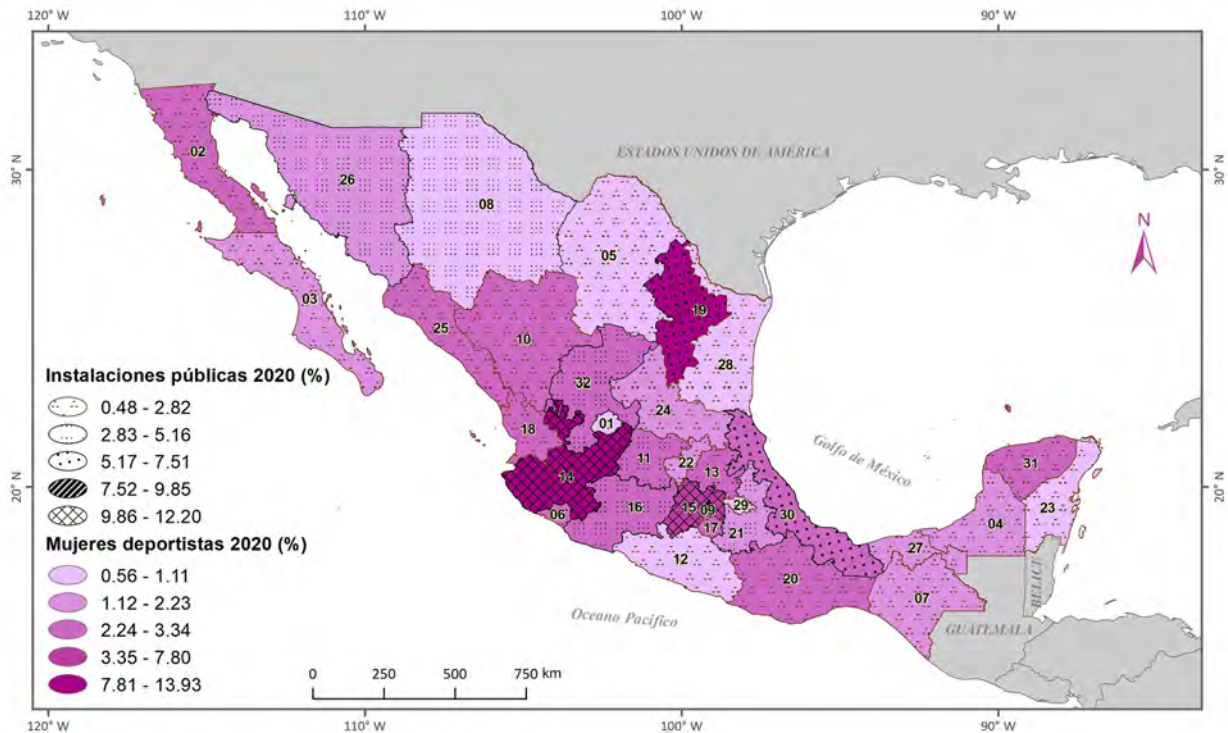 120° W
110° W
100° W
90° W
30° N
30° N
20° N
20° N
ESTADOS UNIDOS DE AMÉRICA
N
02
26
08
05
03
19
25
10
28
32
24
01
18
Golfo de México
11
31
14
22
13
23
15
09
29
06
16
17
21
30
04
12
27
20
07
BELICE
GUATEMALA
Oceano Pacífico
Instalaciones públicas 2020 (%)
0.48 - 2.82
2.83 - 5.16
5.17 - 7.51
7.52 - 9.85
9.86 - 12.20
Mujeres deportistas 2020 (%)
0.56 - 1.11
1.12 - 2.23
2.24 - 3.34
3.35 - 7.80
7.81 - 13.93
0 250 500 750 km
120° W
110° W
100° W
90° W